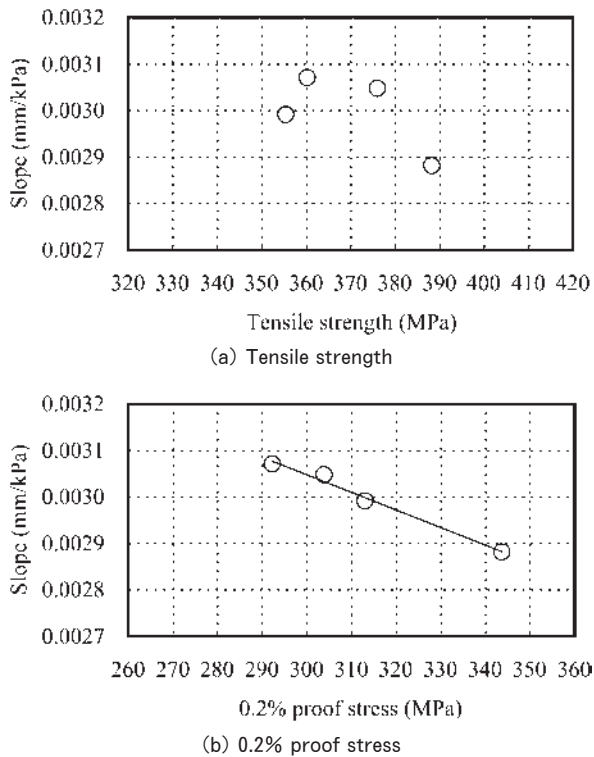 0.0032
0.0031
0.0030
0.0029
0.0028
0.0027
Slope (mm/kPa)
320 330 340 350 360 370 380 390 400 410 420
Tensile strength (MPa)
(a) Tensile strength
0.0032
0.0031
0.0030
0.0029
0.0028
0.0027
Slope (mm/kPa)
260 270 280 290 300 310 320 330 340 350 360
0.2% proof stress (MPa)
(b) 0.2% proof stress